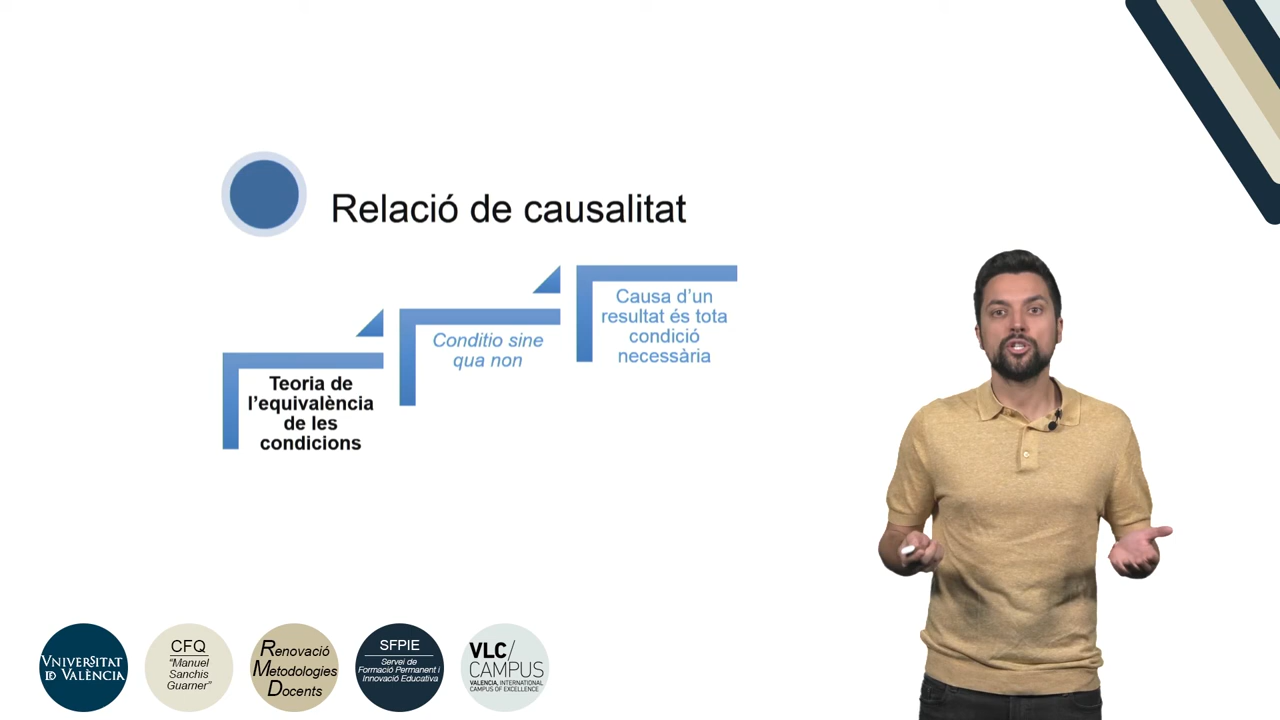 Relació de causalitat
Teoria de
l'equivalència
de les
condicions
Conditio sine
qua non
Causa d'un
resultat és tota
condició
necessària
VNIVERSITAT
ID VALÈNCIA
CFQ
"Manuel
Sanchis
Guarner"
Renovació
Metodologies
Docents
SFPIE
Servei de
Formació Permanent i
Innovació Educativa
VLC/
CAMPUS
VALENCIA, INTERNATIONAL
CAMPUS OF EXCELLENCE